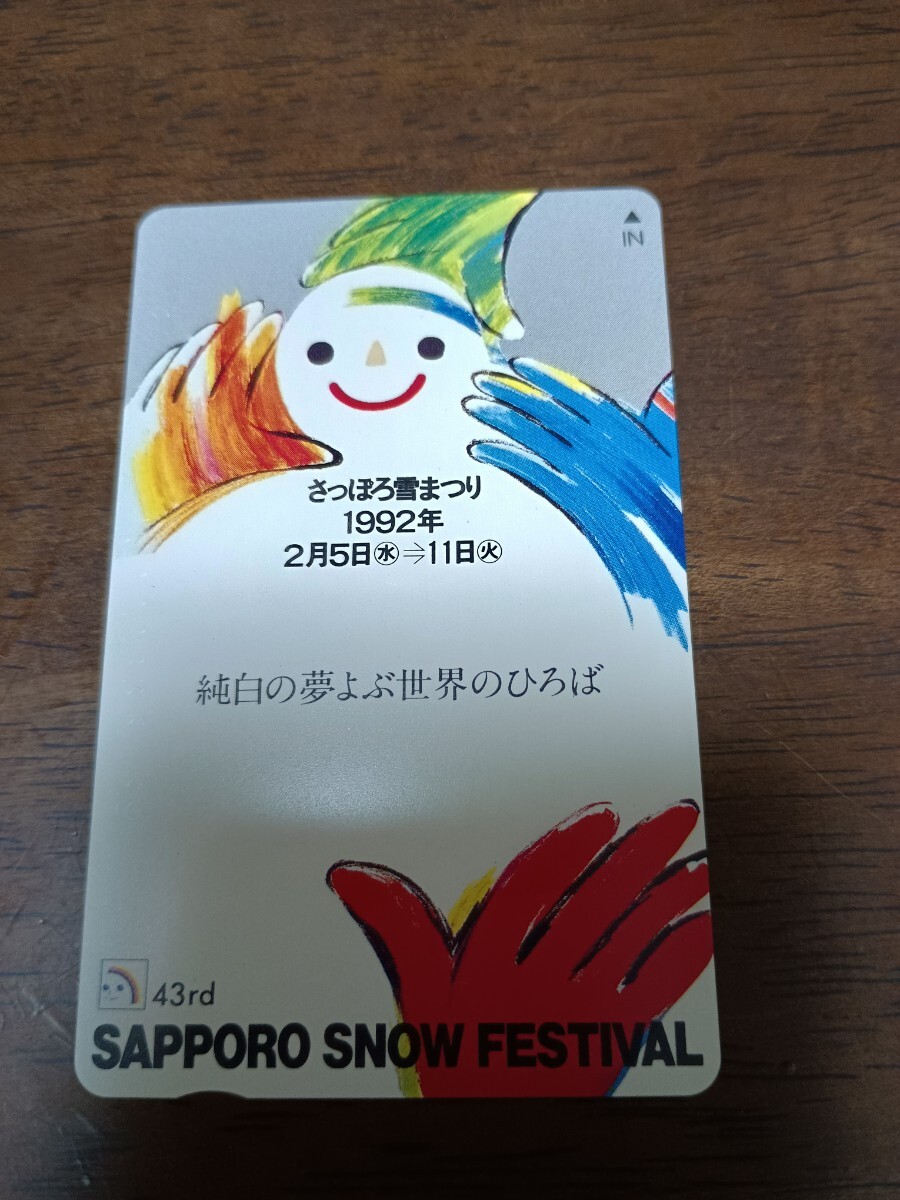 ▲
IN
さっぽろ雪まつり
1992年
2月5日㊌⇒11日㊋
純白の夢よぶ世界のひろば
43rd
SAPPORO SNOW FESTIVAL